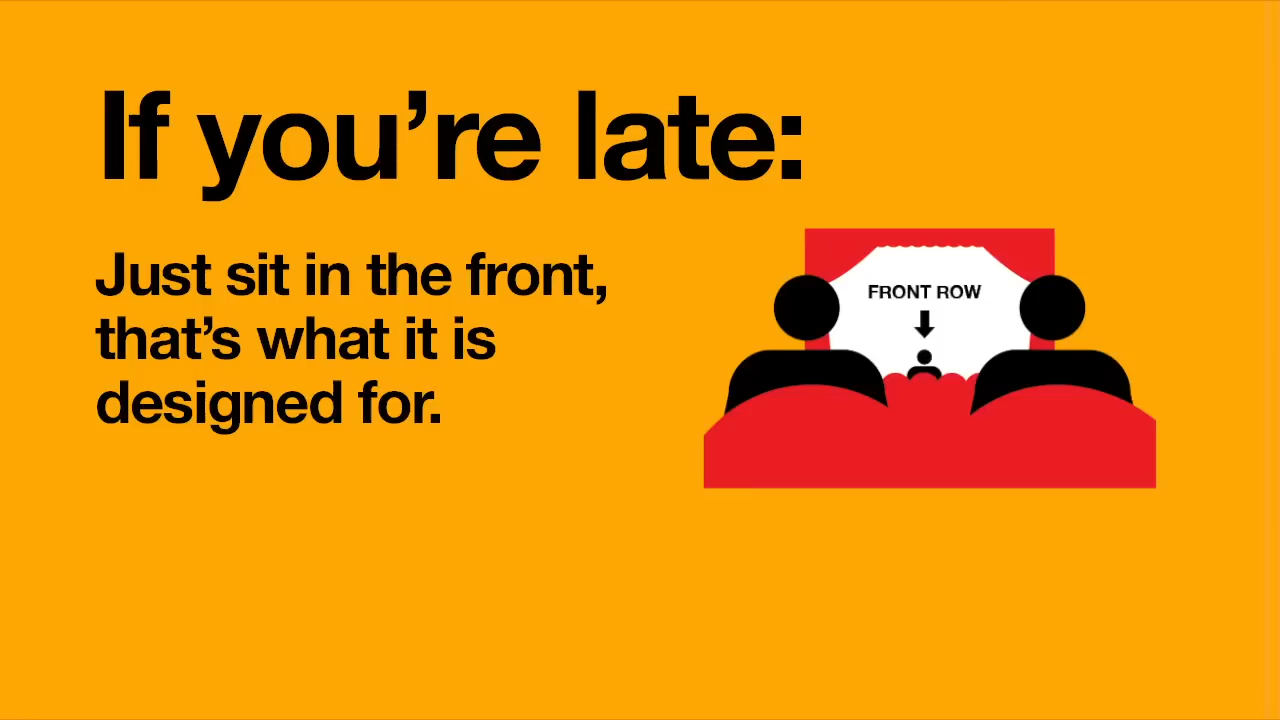 If you’re late:
Just sit in the front,
that’s what it is
designed for.
FRONT ROW